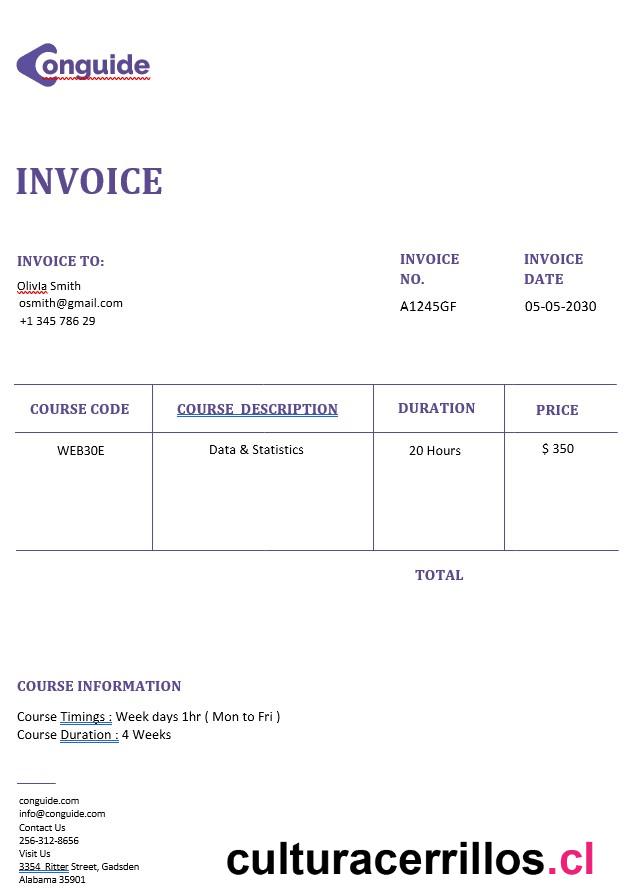 Conguide
INVOICE
INVOICE TO:
Olivia Smith
osmith@gmail.com
+1 345 786 29
INVOICE NO.
A1245GF
INVOICE DATE
05-05-2030
COURSE CODE COURSE DESCRIPTION DURATION PRICE
WEB30E Data & Statistics 20 Hours $ 350
TOTAL
COURSE INFORMATION
Course Timings : Week days 1hr ( Mon to Fri )
Course Duration : 4 Weeks
conguide.com
info@conguide.com
Contact Us
256-312-8656
Visit Us
3354 Ritter Street, Gadsden
Alabama 35901
culturacerrillos.cl